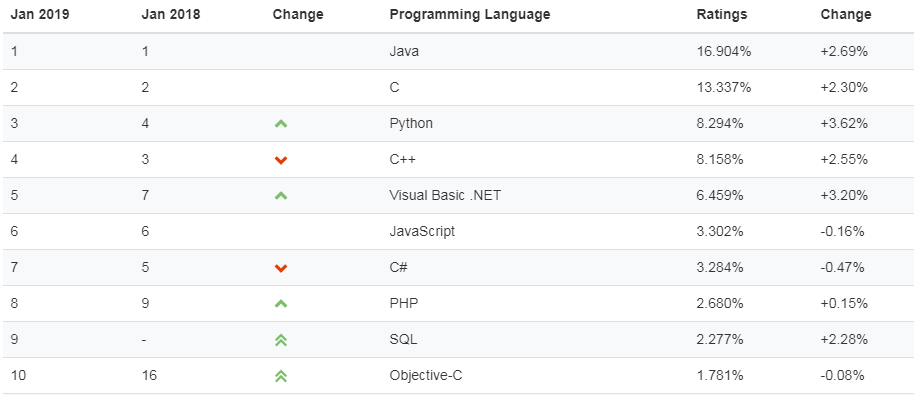 Jan 2019 Jan 2018 Change Programming Language Ratings Change
1 1 Java 16.904% +2.69%
2 2 C 13.337% +2.30%
3 4 Python 8.294% +3.62%
4 3 C++ 8.158% +2.55%
5 7 Visual Basic .NET 6.459% +3.20%
6 6 JavaScript 3.302% -0.16%
7 5 C# 3.284% -0.47%
8 9 PHP 2.680% +0.15%
9 - SQL 2.277% +2.28%
10 16 Objective-C 1.781% -0.08%